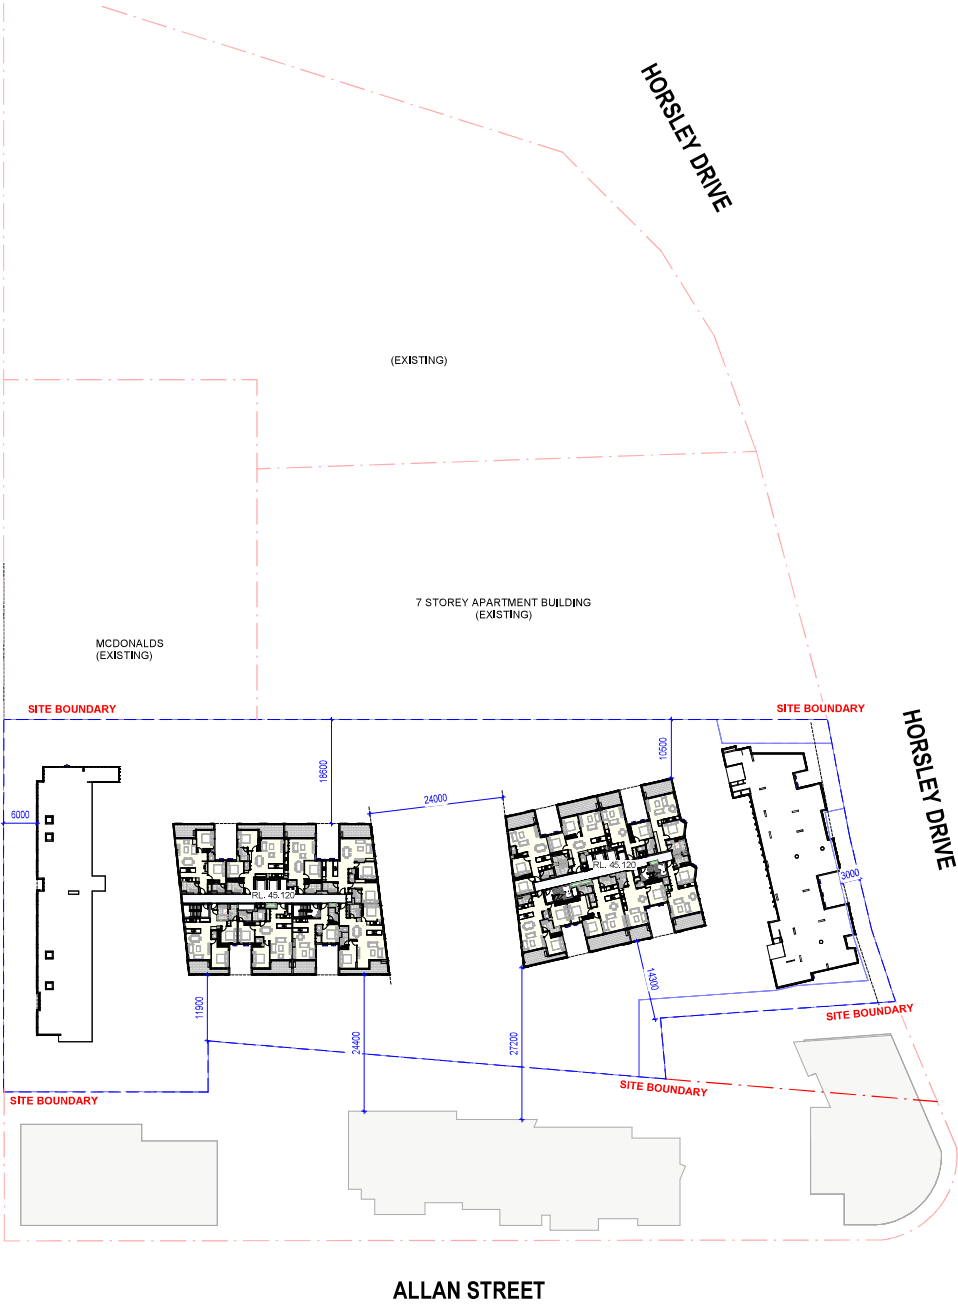 HORSLEY DRIVE
(EXISTING)
7 STOREY APARTMENT BUILDING
(EXISTING)
MCDONALDS
(EXISTING)
SITE BOUNDARY
SITE BOUNDARY
HORSLEY DRIVE
18600
10500
24000
6000
RL. 45.120
RL. 45.120
3000
14300
11900
24400
27200
SITE BOUNDARY
SITE BOUNDARY
SITE BOUNDARY
ALLAN STREET